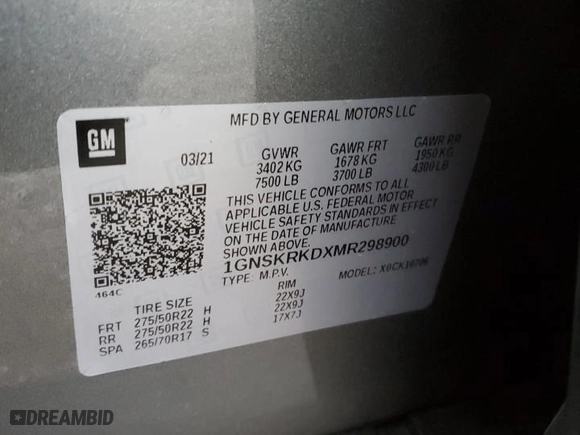 GM
MFD BY GENERAL MOTORS LLC
03/21
GVWR GAWR FRT GAWR RR
3402 KG 1678 KG 1950 KG
7500 LB 3700 LB 4300 LB
THIS VEHICLE CONFORMS TO ALL
APPLICABLE U.S. FEDERAL MOTOR
VEHICLE SAFETY STANDARDS IN EFFECT
ON THE DATE OF MANUFACTURE
SHOWN ABOVE.
1GNSKRKDXMR298900
TYPE: M.P.V. MODEL: X0CK10706
464C
TIRE SIZE RIM
FRT 275/50R22 H 22X9J
RR 275/50R22 H 22X9J
SPA 265/70R17 S 17X7J
DREAMBID